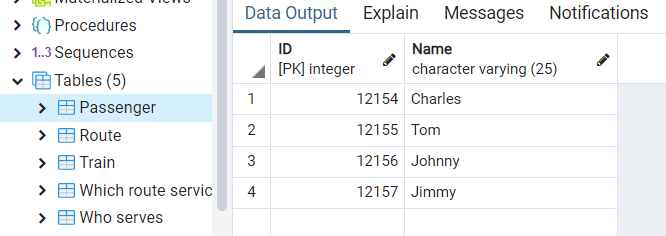 Materialized Views
Procedures
1..3 Sequences
Tables (5)
Passenger
Route
Train
Which route servic
Who serves
Data Output Explain Messages Notifications
ID Name
[PK] integer character varying (25)
1 12154 Charles
2 12155 Tom
3 12156 Johnny
4 12157 Jimmy